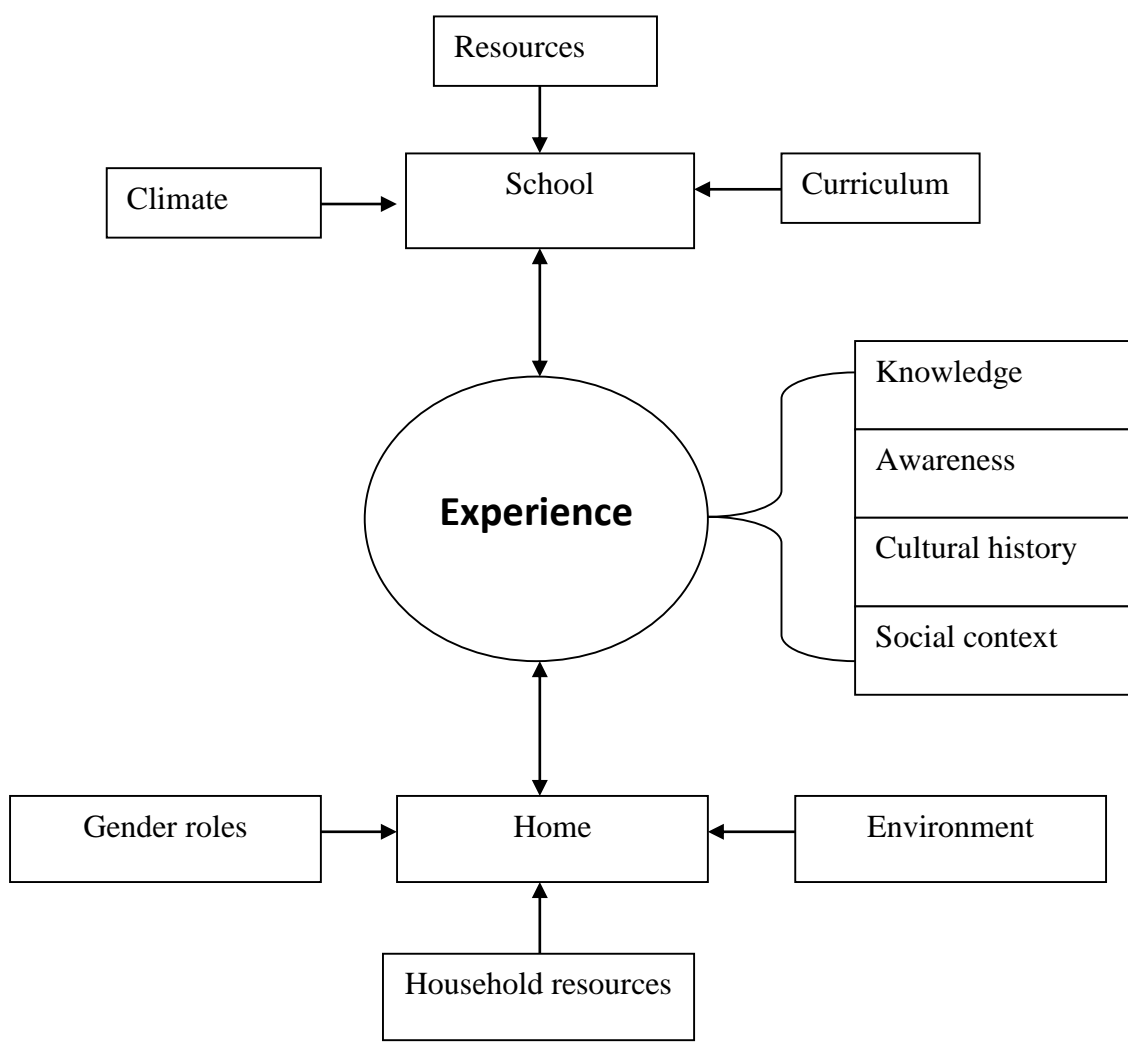 Resources
School
Climate
Curriculum
Knowledge
Awareness
Experience
Cultural history
Social context
Gender roles
Home
Environment
Household resources